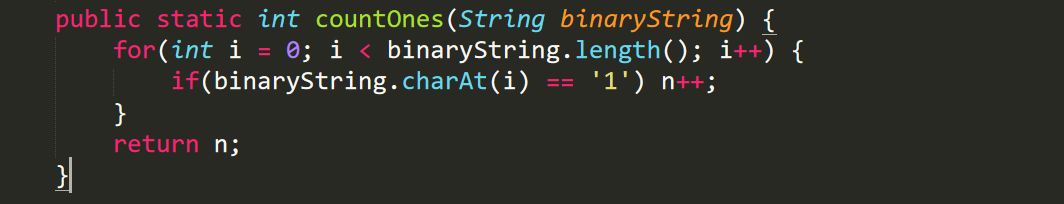 public static int countOnes(String binaryString) {
    for(int i = 0; i < binaryString.length(); i++) {
        if(binaryString.charAt(i) == '1') n++;
    }
    return n;
}